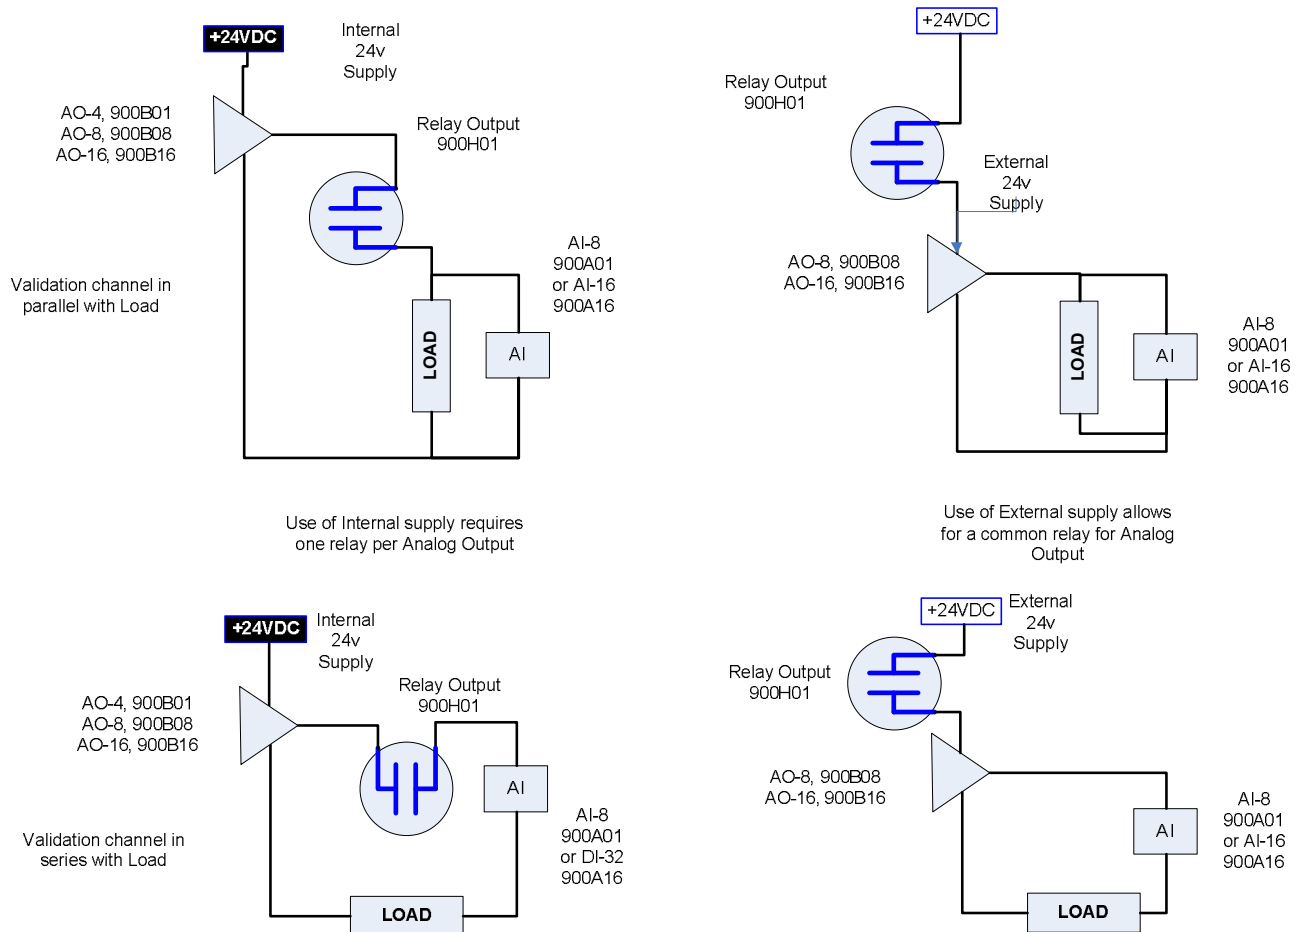 +24VDC
Internal
24v
Supply
AO-4, 900B01
AO-8, 900B08
AO-16, 900B16
Relay Output
900H01
Validation channel in
parallel with Load
LOAD
AI
AI-8
900A01
or AI-16
900A16
Use of Internal supply requires
one relay per Analog Output
+24VDC
Relay Output
900H01
External
24v
Supply
AO-8, 900B08
AO-16, 900B16
LOAD
AI
AI-8
900A01
or AI-16
900A16
Use of External supply allows
for a common relay for Analog
Output
+24VDC
Internal
24v
Supply
AO-4, 900B01
AO-8, 900B08
AO-16, 900B16
Relay Output
900H01
AI
AI-8
900A01
or DI-32
900A16
Validation channel in
series with Load
LOAD
+24VDC
External
24v
Supply
Relay Output
900H01
AO-8, 900B08
AO-16, 900B16
AI
AI-8
900A01
or AI-16
900A16
LOAD